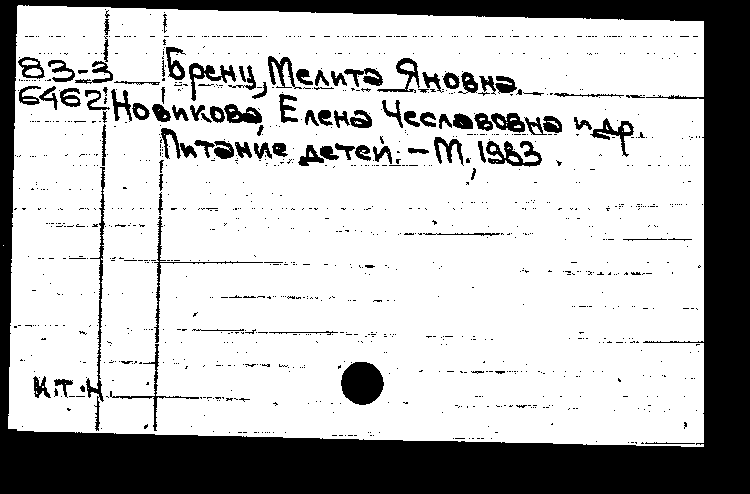 83-3 Бренц, Мелита Яновна.
6462 Новикова, Елена Чеславовна и др.
Питание детей. – М., 1983.
к.т.н.